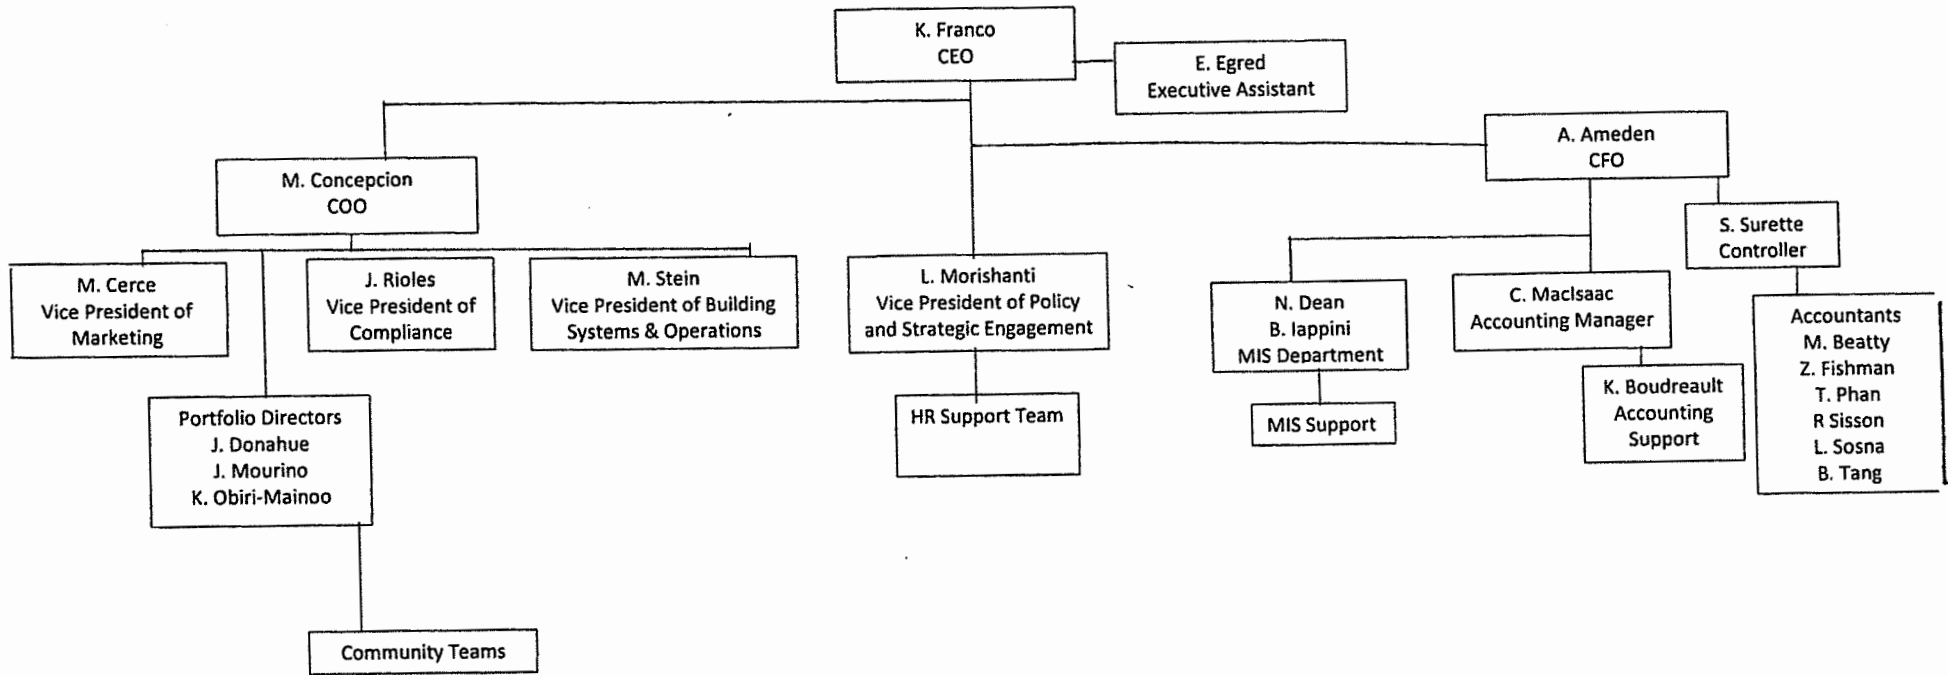 K. Franco
CEO
E. Egred
Executive Assistant
A. Ameden
CFO
M. Concepcion
COO
S. Surette
Controller
M. Cerce
Vice President of
Marketing
J. Rioles
Vice President of
Compliance
M. Stein
Vice President of Building
Systems & Operations
L. Morishanti
Vice President of Policy
and Strategic Engagement
N. Dean
B. Iappini
MIS Department
C. MacIsaac
Accounting Manager
Accountants
M. Beatty
Z. Fishman
T. Phan
R Sisson
L. Sosna
B. Tang
Portfolio Directors
J. Donahue
J. Mourino
K. Obiri-Mainoo
HR Support Team
MIS Support
K. Boudreault
Accounting
Support
Community Teams